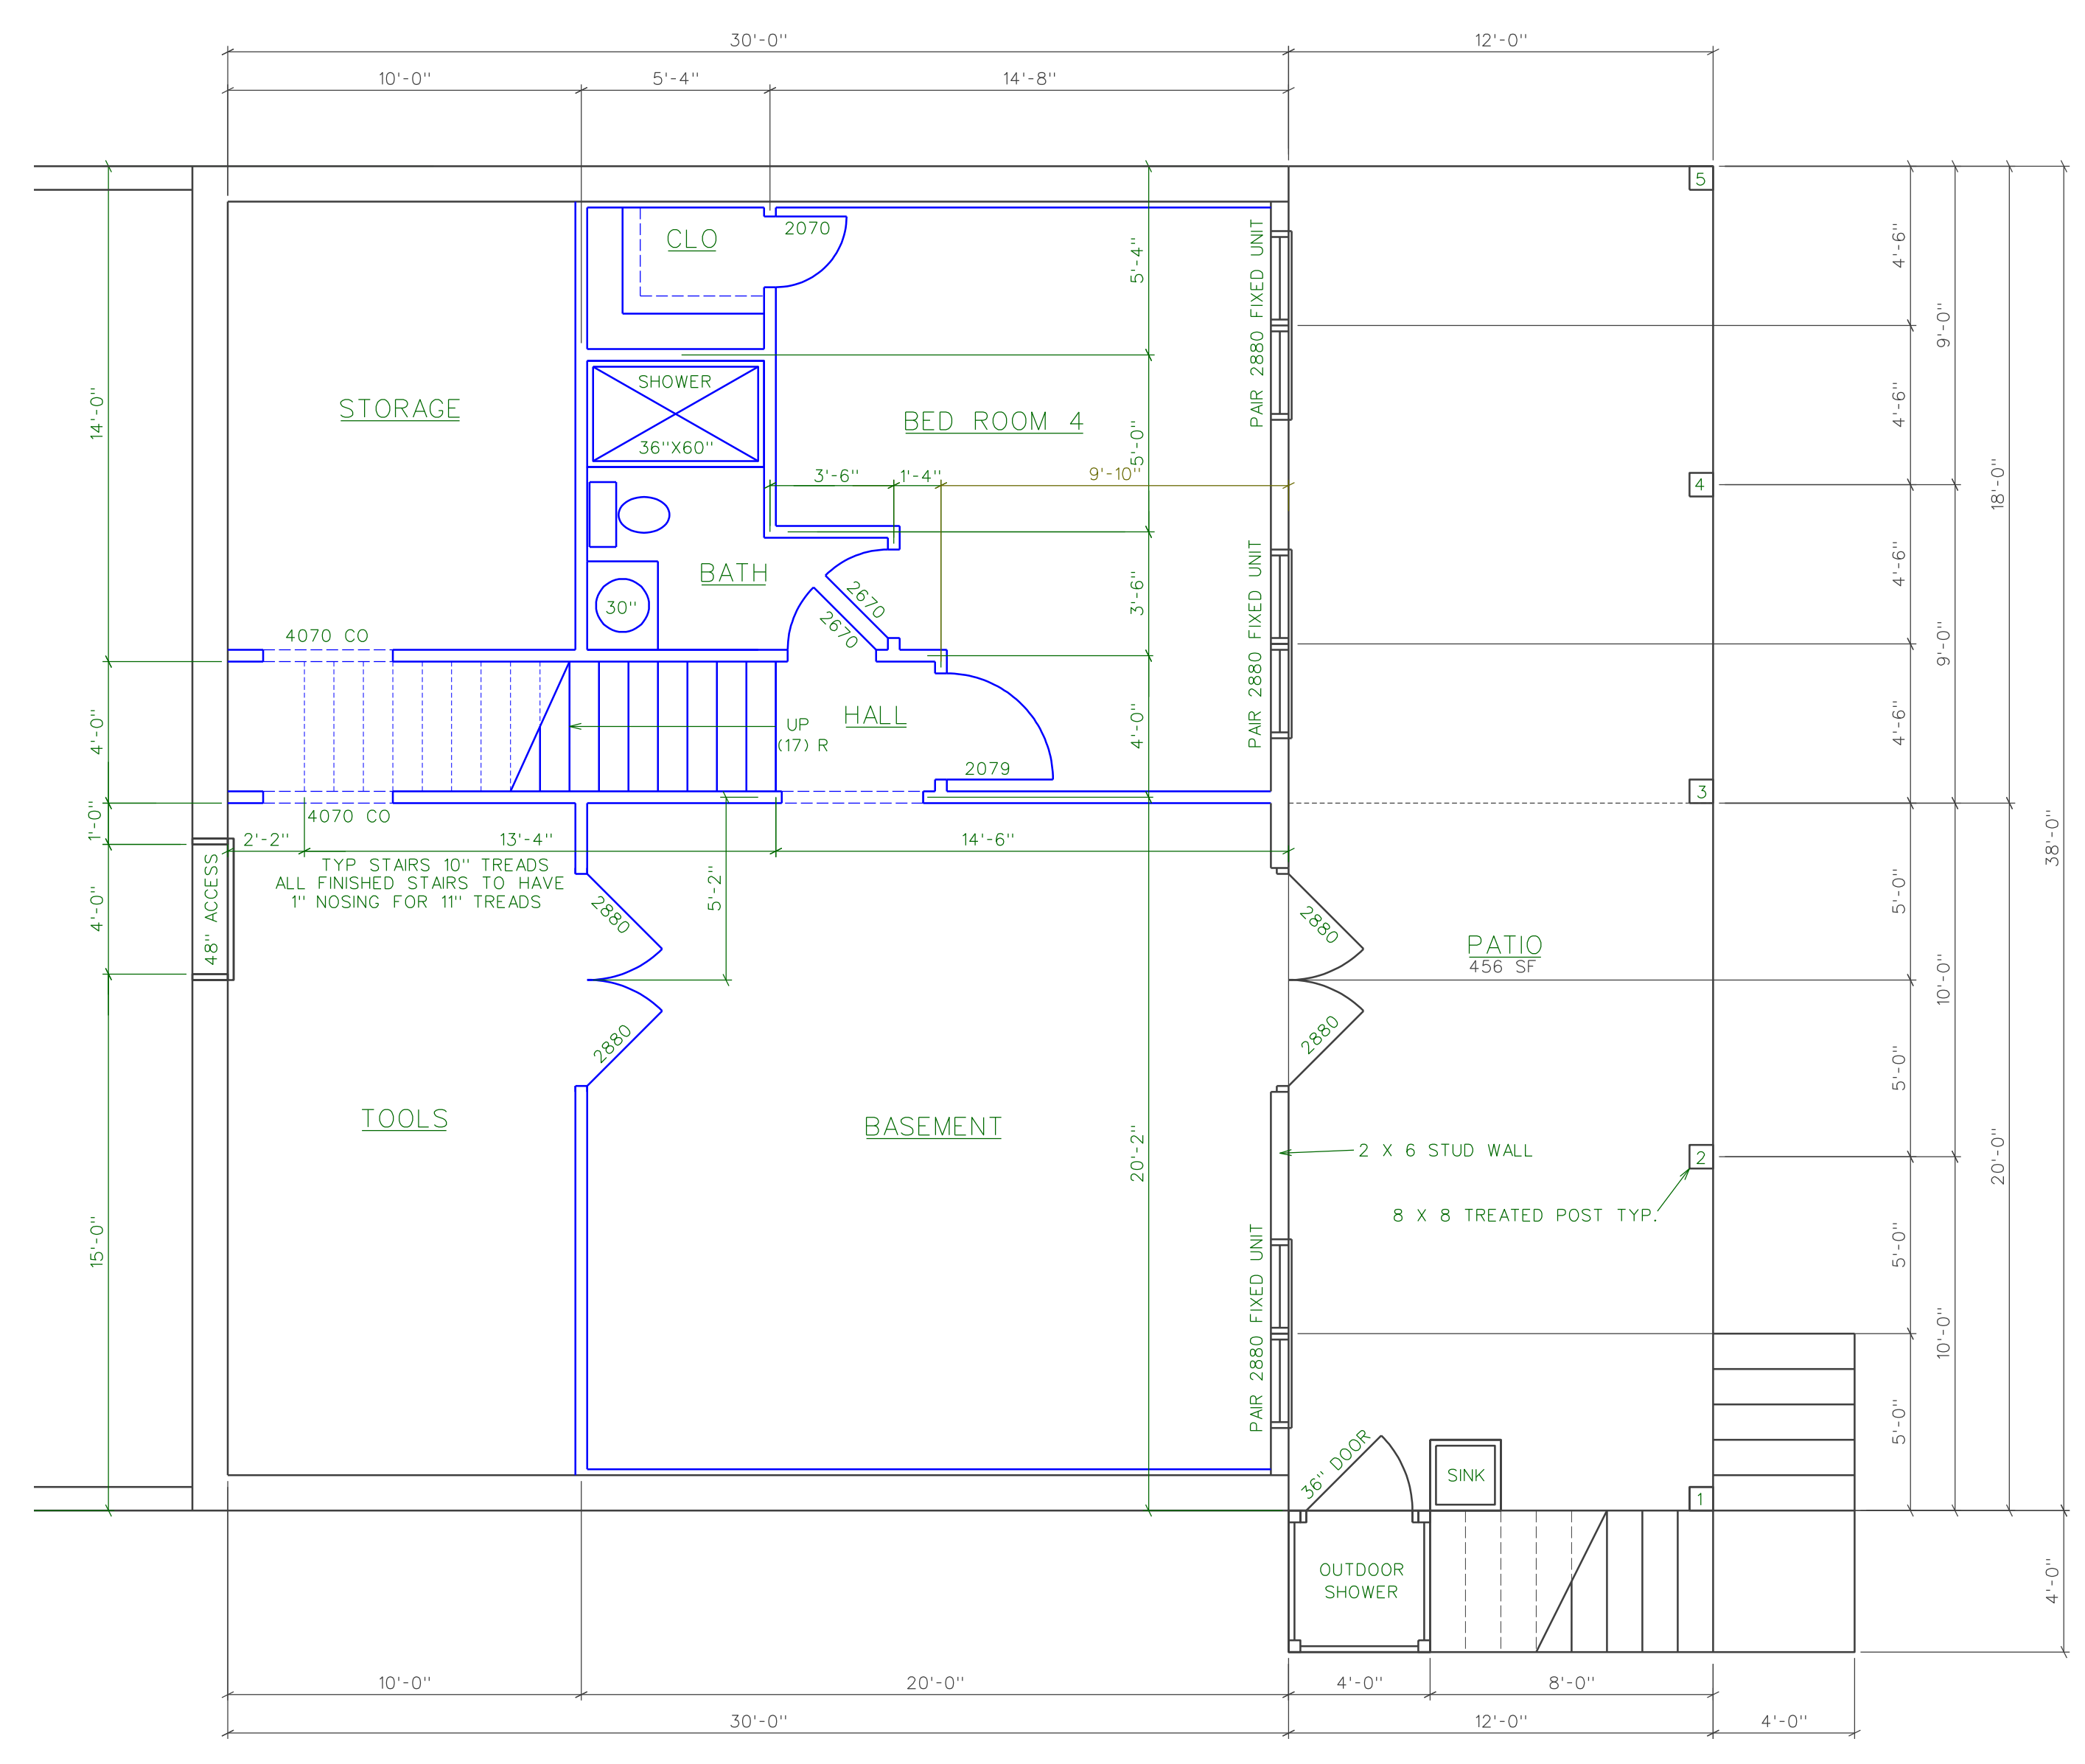 30'-0"
12'-0"
10'-0"
5'-4"
14'-8"
5
CLO
2070
5'-4"
PAIR 2880 FIXED UNIT
4'-6"
9'-0"
14'-0"
STORAGE
SHOWER
36"X60"
BED ROOM 4
5'-0"
3'-6"
1'-4"
9'-10"
4'-6"
4
18'-0"
BATH
2670
2670
30"
3'-6"
PAIR 2880 FIXED UNIT
4'-6"
9'-0"
4070 CO
4'-0"
UP
(17) R
HALL
2079
4'-0"
4'-6"
3
1'-0"
4070 CO
2'-2"
13'-4"
14'-6"
38'-0"
TYP STAIRS 10" TREADS
ALL FINISHED STAIRS TO HAVE
1" NOSING FOR 11" TREADS
4'-0"
48" ACCESS
5'-2"
2880
2880
2880
2880
PATIO
456 SF
5'-0"
10'-0"
5'-0"
TOOLS
BASEMENT
20'-2"
2 X 6 STUD WALL
2
20'-0"
8 X 8 TREATED POST TYP.
15'-0"
5'-0"
PAIR 2880 FIXED UNIT
10'-0"
5'-0"
36" DOOR
SINK
1
OUTDOOR
SHOWER
4'-0"
10'-0"
20'-0"
4'-0"
8'-0"
30'-0"
12'-0"
4'-0"